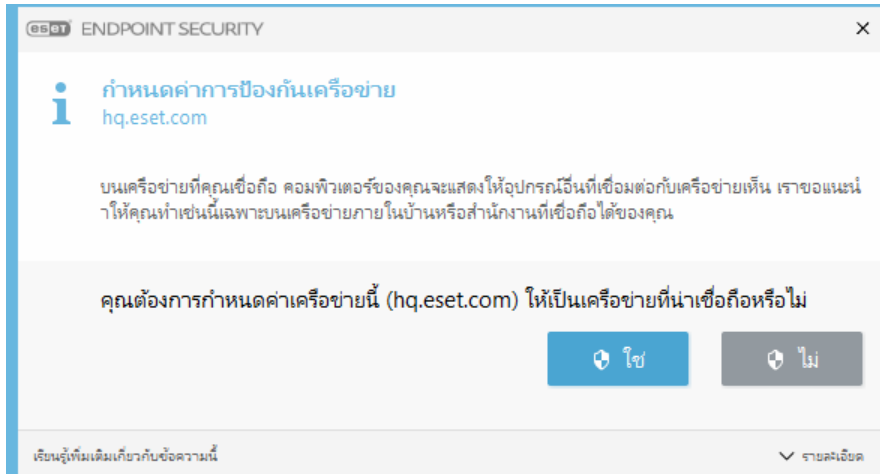 eset ENDPOINT SECURITY
กำหนดค่าการป้องกันเครือข่าย
hq.eset.com
บนเครือข่ายที่คุณเชื่อถือ คอมพิวเตอร์ของคุณจะแสดงให้อุปกรณ์อื่นที่เชื่อมต่อกับเครือข่ายเห็น เราขอแนะนำ
าให้คุณทำเช่นนี้เฉพาะบนเครือข่ายภายในบ้านหรือสำนักงานที่เชื่อถือได้ของคุณ
คุณต้องการกำหนดค่าเครือข่ายนี้ (hq.eset.com) ให้เป็นเครือข่ายที่น่าเชื่อถือหรือไม่
ใช่ ไม่
เรียนรู้เพิ่มเติมเกี่ยวกับข้อความนี้ รายละเอียด